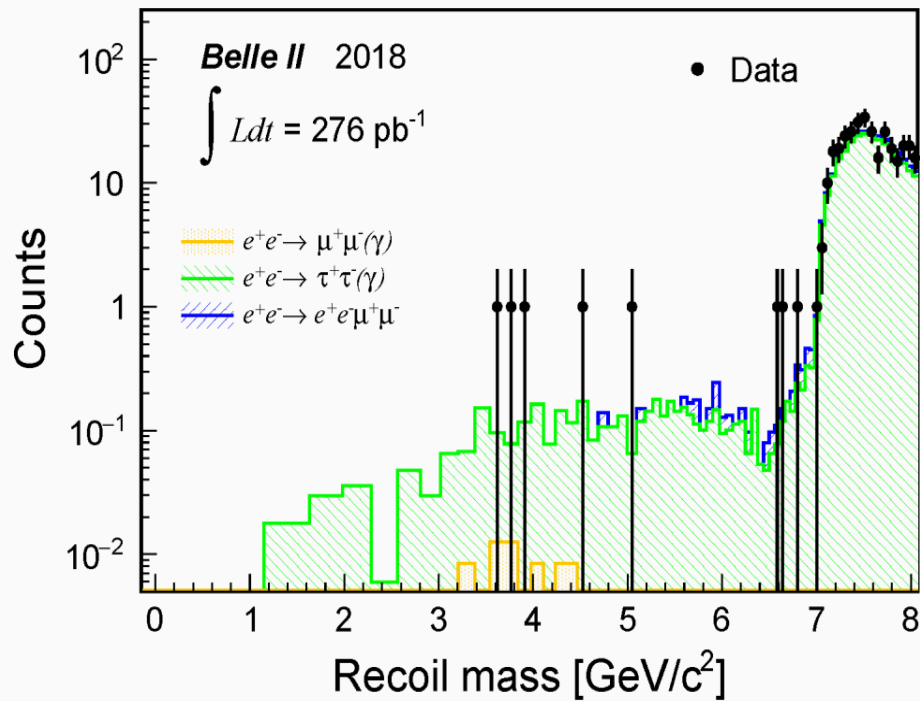 Belle II 2018
∫ Ldt = 276 pb⁻¹
Data
e⁺e⁻→ μ⁺μ⁻(γ)
e⁺e⁻→ τ⁺τ⁻(γ)
e⁺e⁻→ e⁺e⁻μ⁺μ⁻
Counts
10²
10
1
10⁻¹
10⁻²
0 1 2 3 4 5 6 7 8
Recoil mass [GeV/c²]